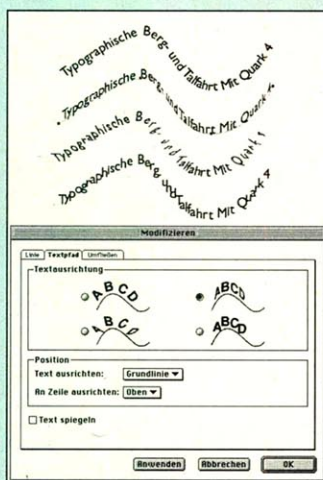 Typographische Berg- und Talfahrt Mit Quark 4
Typographische Berg- und Talfahrt Mit Quark 4
Typographische Berg- und Talfahrt Mit Quark 4
Typographische Berg- und Talfahrt Mit Quark 4
Modifizieren
Linie Textpfad Umfließen
Textausrichtung
ABCD ABCD
ABCD ABCD
Position
Text ausrichten: Grundlinie
An Zeile ausrichten: Oben
Text spiegeln
Anwenden Abbrechen OK